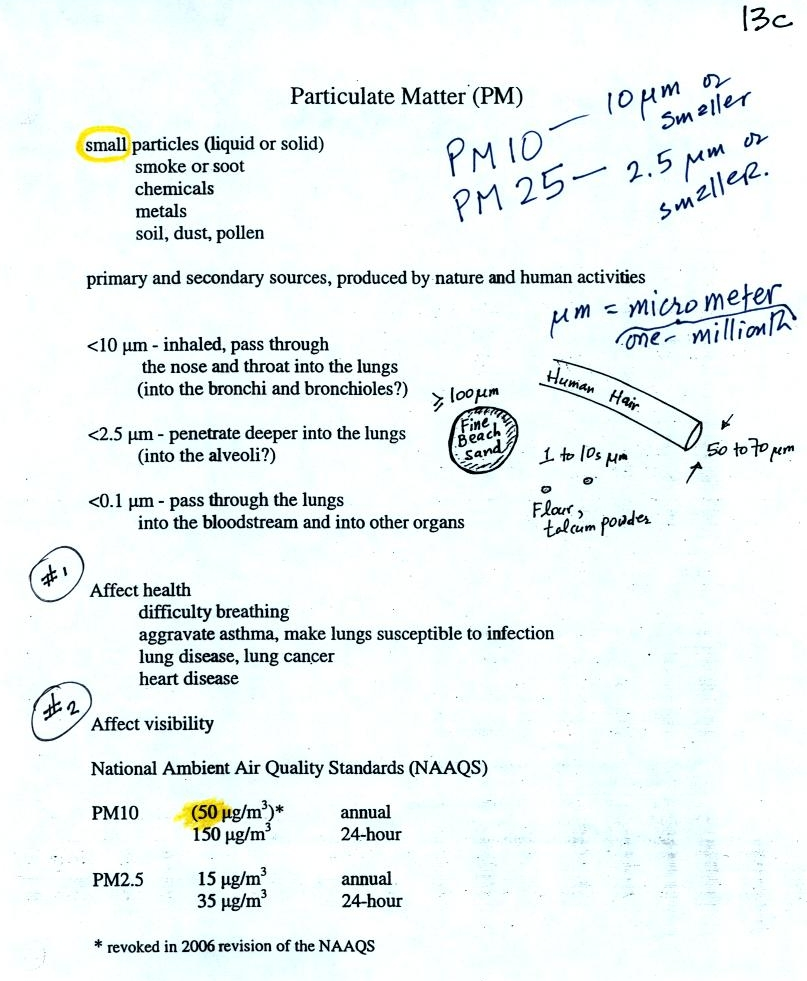 13c
Particulate Matter (PM)
small particles (liquid or solid)
smoke or soot
chemicals
metals
soil, dust, pollen
PM10 — 10 µm or
smaller
PM 25 — 2.5 µm or
smaller.
primary and secondary sources, produced by nature and human activities
µm = micrometer
one-millionth
<10 µm - inhaled, pass through
the nose and throat into the lungs
(into the bronchi and bronchioles?)
<2.5 µm - penetrate deeper into the lungs
(into the alveoli?)
<0.1 µm - pass through the lungs
into the bloodstream and into other organs
≥ 100 µm
Fine
Beach
Sand
Human Hair
50 to 70 µm
1 to 10s µm
Flour,
talcum powder
#1
Affect health
difficulty breathing
aggravate asthma, make lungs susceptible to infection
lung disease, lung cancer
heart disease
#2
Affect visibility
National Ambient Air Quality Standards (NAAQS)
PM10 (50 µg/m³)* annual
150 µg/m³ 24-hour
PM2.5 15 µg/m³ annual
35 µg/m³ 24-hour
* revoked in 2006 revision of the NAAQS